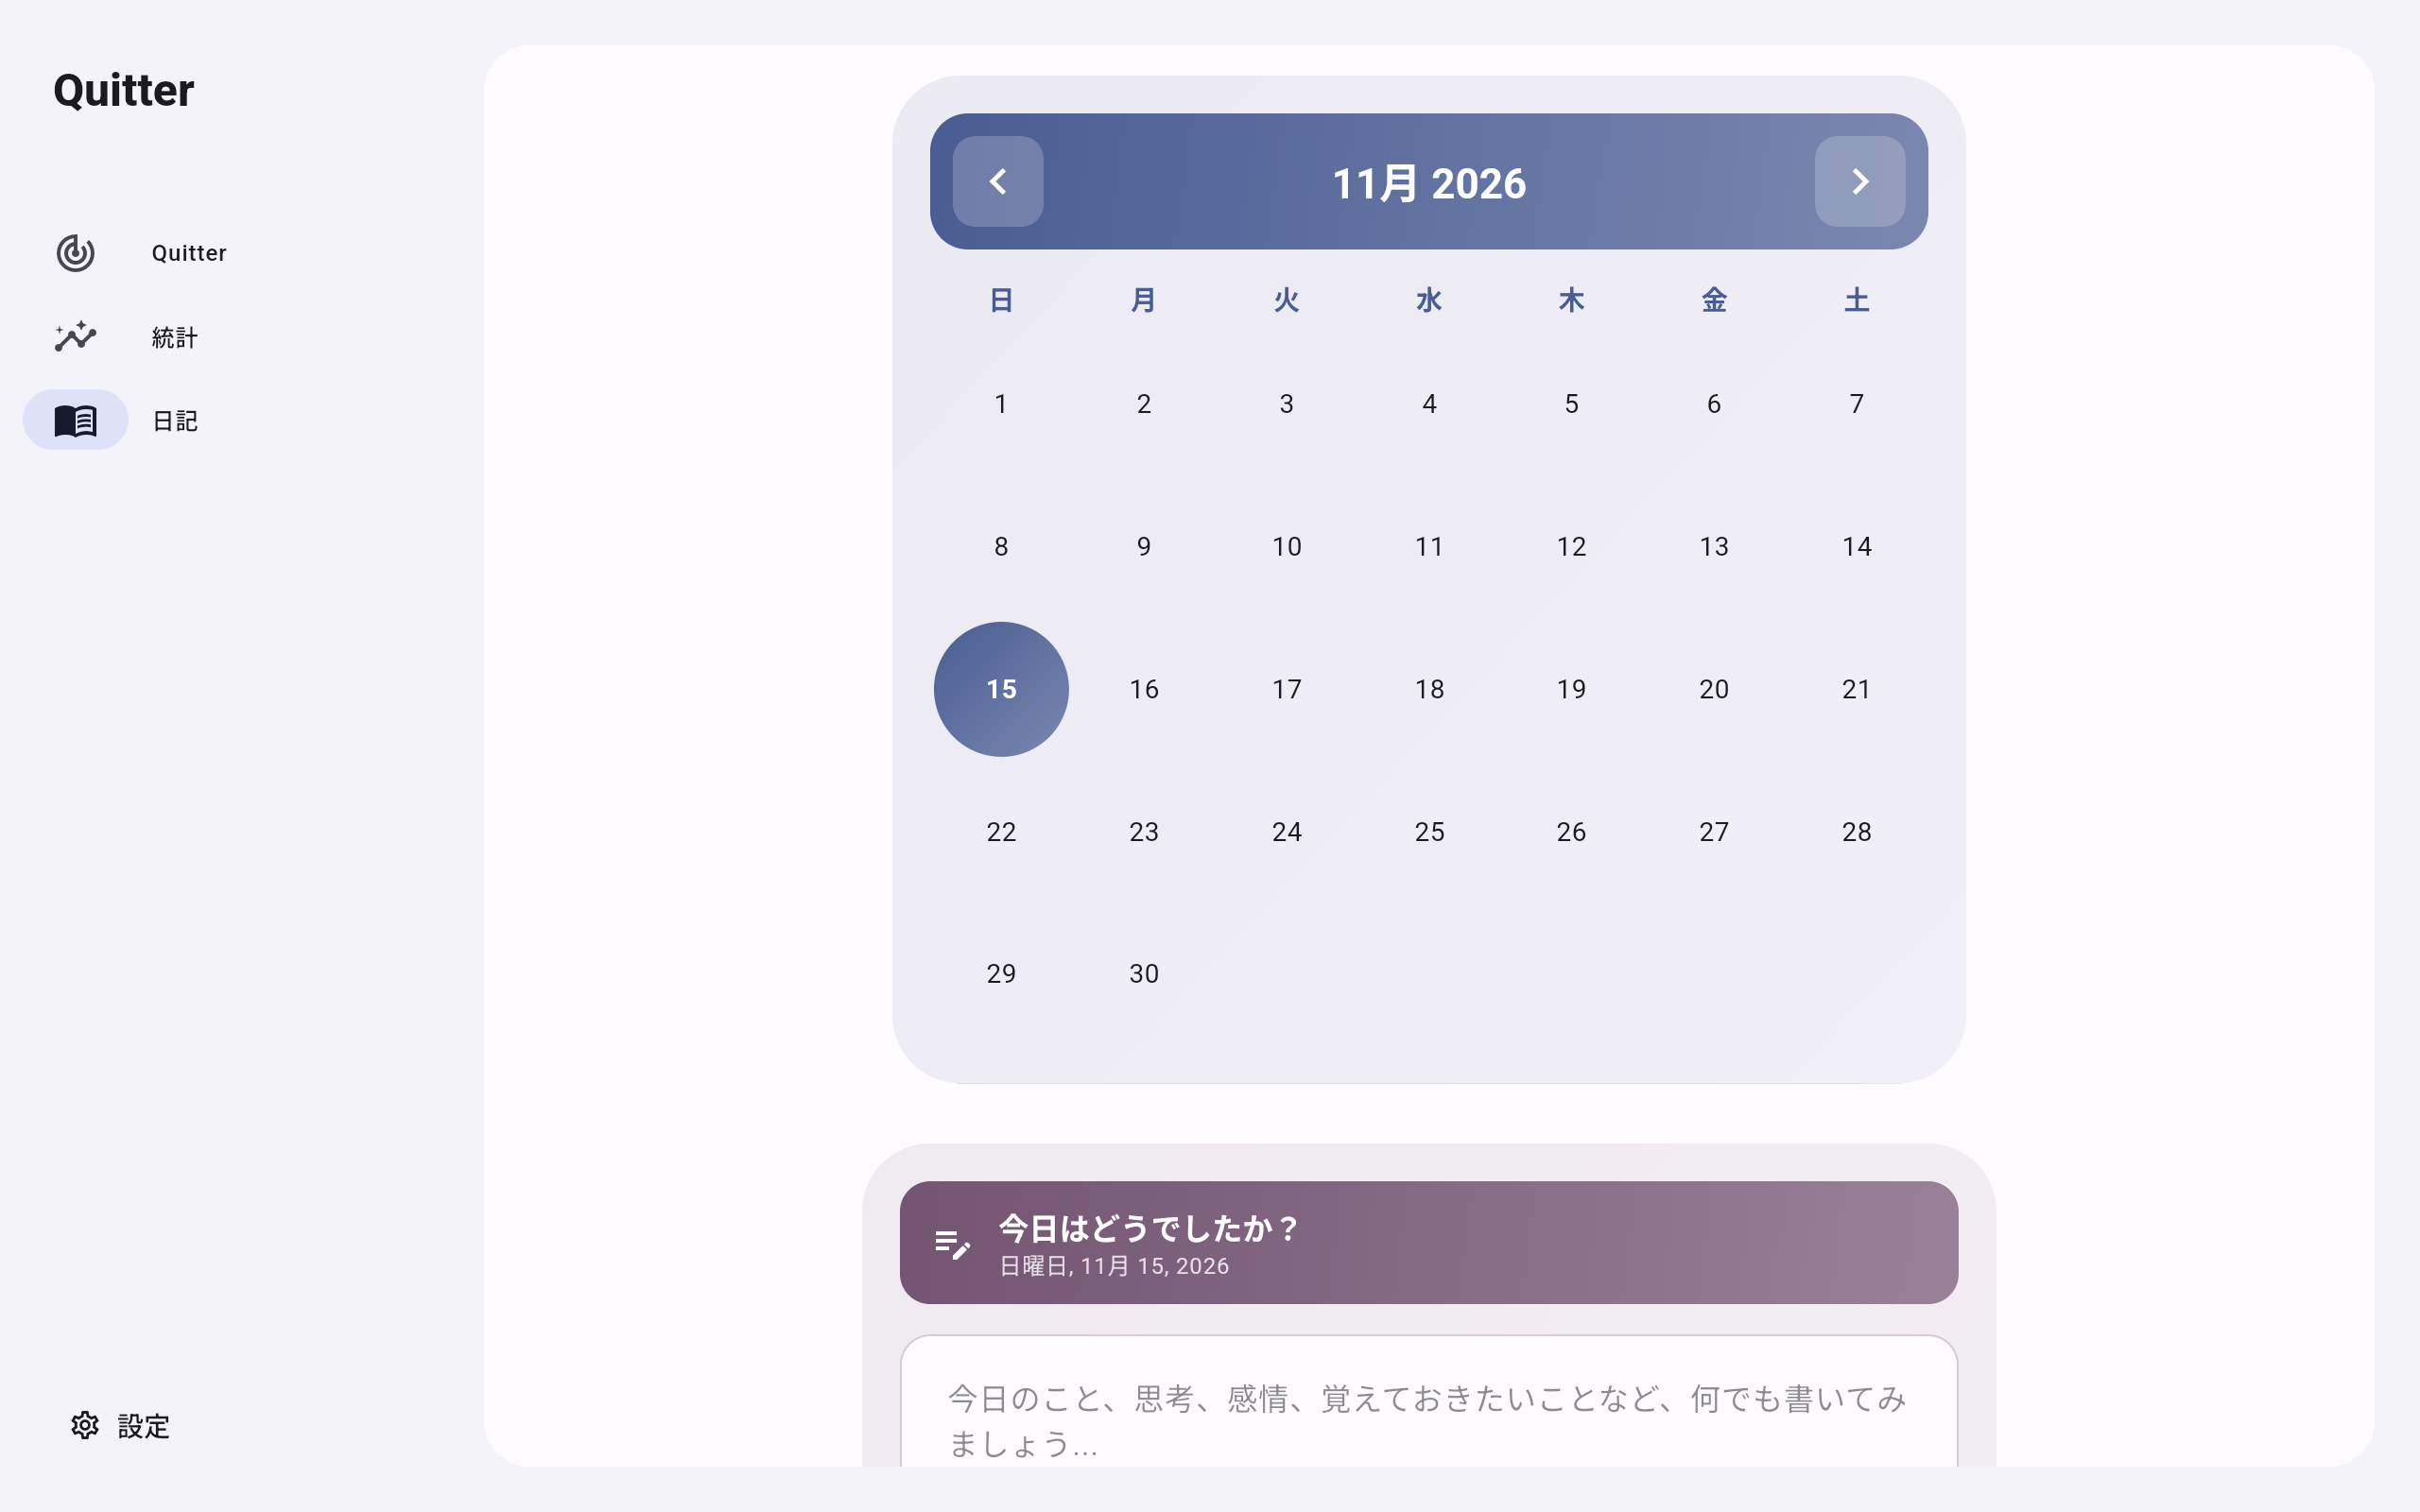 Quitter
Quitter
統計
日記
設定
11月 2026
日 月 火 水 木 金 土
1 2 3 4 5 6 7
8 9 10 11 12 13 14
15 16 17 18 19 20 21
22 23 24 25 26 27 28
29 30
今日はどうでしたか？
日曜日, 11月 15, 2026
今日のこと、思考、感情、覚えておきたいことなど、何でも書いてみ
ましょう...